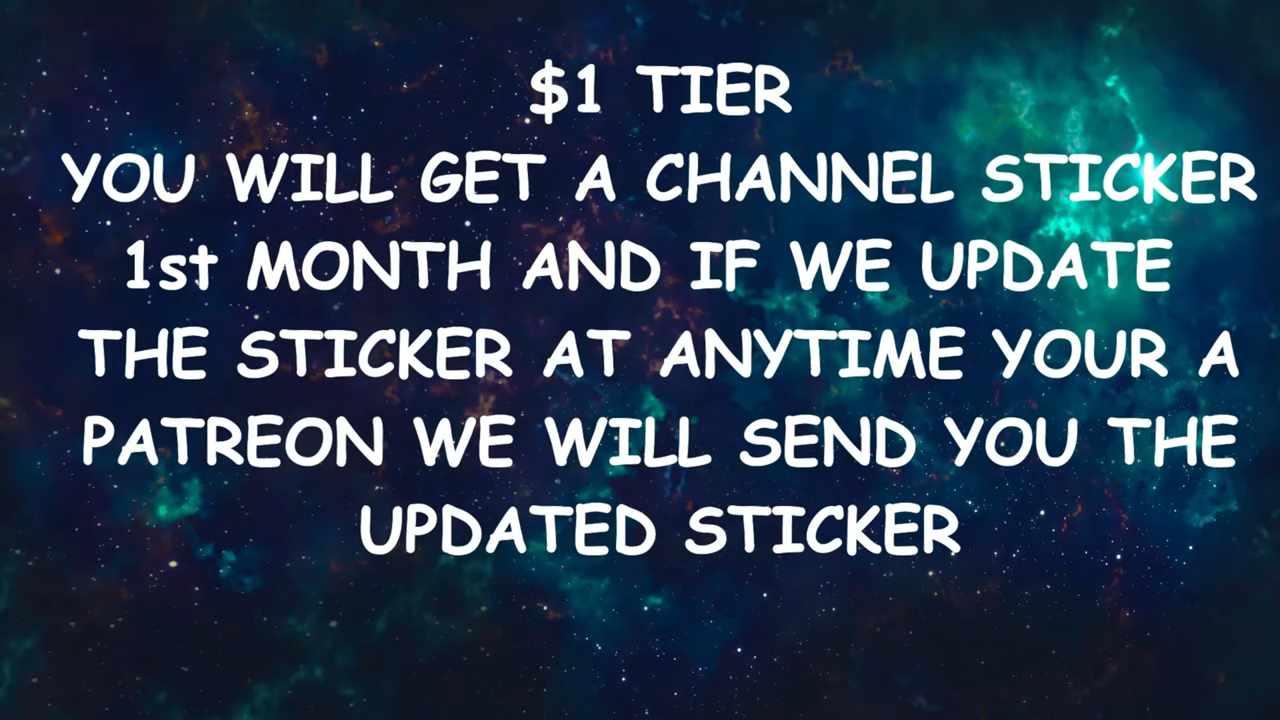 $1 TIER
YOU WILL GET A CHANNEL STICKER
1st MONTH AND IF WE UPDATE
THE STICKER AT ANYTIME YOUR A
PATREON WE WILL SEND YOU THE
UPDATED STICKER